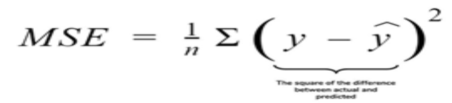 MSE = 1/n Σ ( y − ŷ )²
The square of the difference
between actual and
predicted